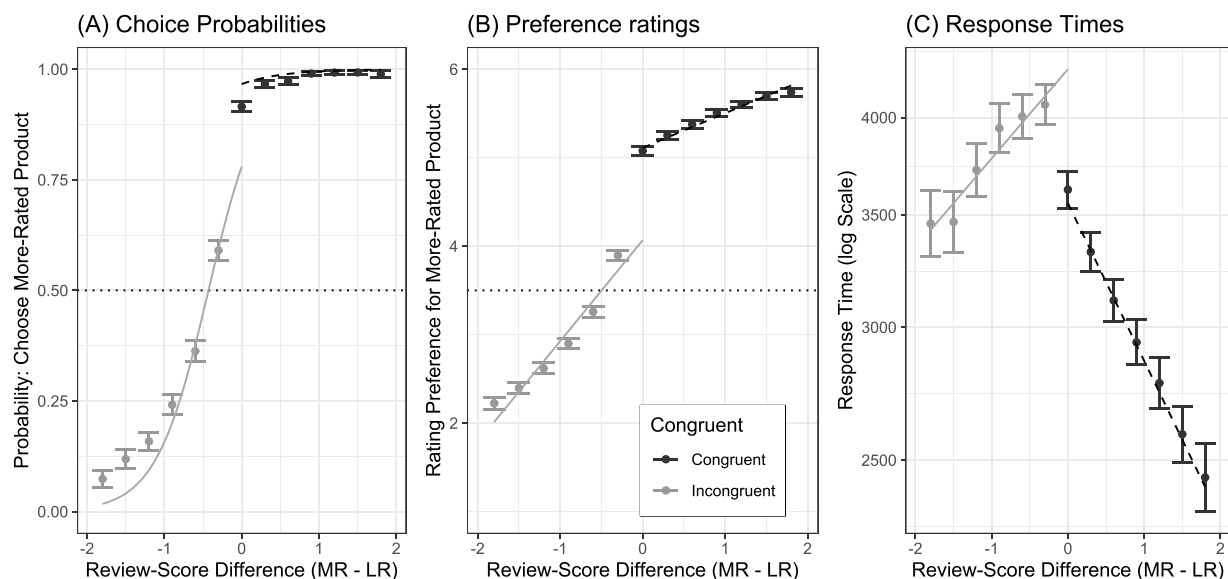 (A) Choice Probabilities
Probability: Choose More-Rated Product
1.00
0.75
0.50
0.25
0.00
-2
-1
0
1
2
Review-Score Difference (MR - LR)
(B) Preference ratings
Rating Preference for More-Rated Product
6
4
2
Congruent
Congruent
Incongruent
-2
-1
0
1
2
Review-Score Difference (MR - LR)
(C) Response Times
Response Time (log Scale)
4000
3500
3000
2500
-2
-1
0
1
2
Review-Score Difference (MR - LR)